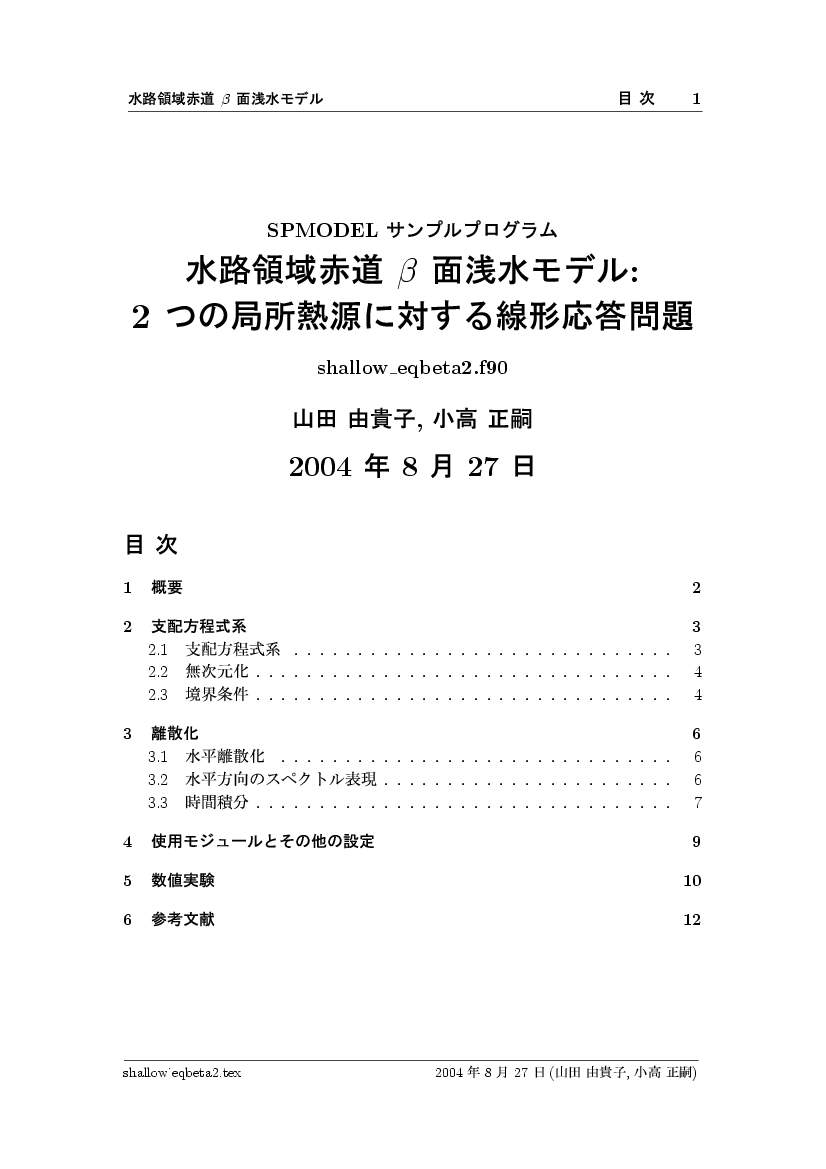 水路領域赤道 β 面浅水モデル 目 次 1
SPMODEL サンプルプログラム
水路領域赤道 β 面浅水モデル:
2 つの局所熱源に対する線形応答問題
shallow_eqbeta2.f90
山田 由貴子, 小高 正嗣
2004 年 8 月 27 日
目 次
1 概要 2
2 支配方程式系 3
2.1 支配方程式系 . . . . . . . . . . . . . . . . . . . . . . . . . . . . . . 3
2.2 無次元化 . . . . . . . . . . . . . . . . . . . . . . . . . . . . . . . . . 4
2.3 境界条件 . . . . . . . . . . . . . . . . . . . . . . . . . . . . . . . . . 4
3 離散化 6
3.1 水平離散化 . . . . . . . . . . . . . . . . . . . . . . . . . . . . . . . 6
3.2 水平方向のスペクトル表現 . . . . . . . . . . . . . . . . . . . . . . . 6
3.3 時間積分 . . . . . . . . . . . . . . . . . . . . . . . . . . . . . . . . . 7
4 使用モジュールとその他の設定 9
5 数値実験 10
6 参考文献 12
shallow˙eqbeta2.tex 2004 年 8 月 27 日 (山田 由貴子, 小高 正嗣)